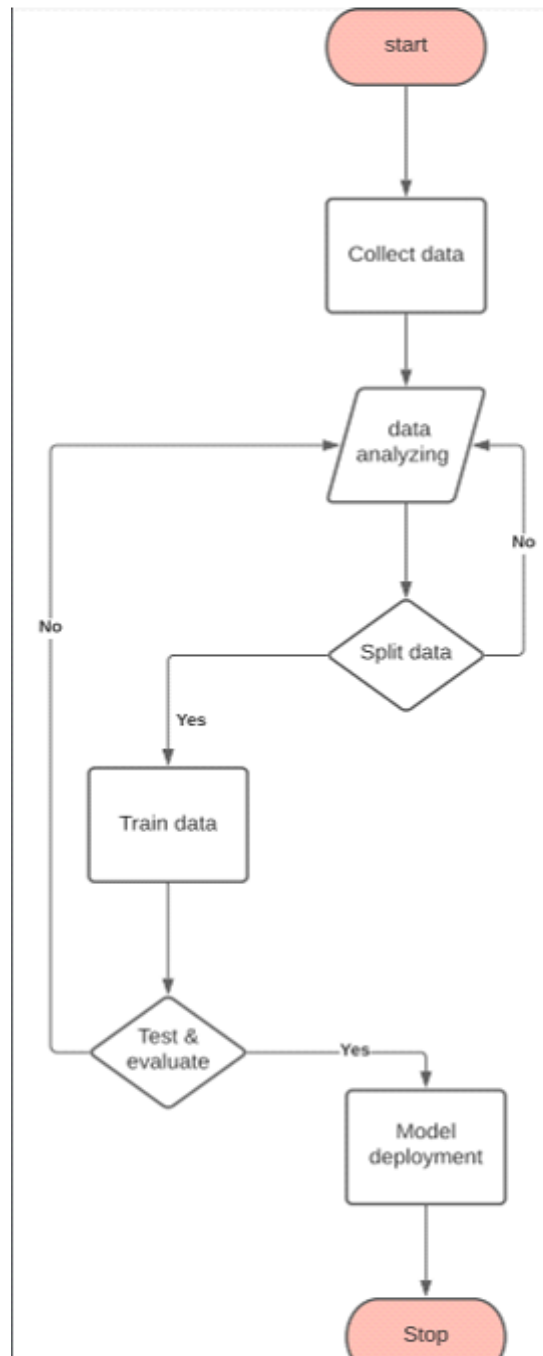 start
Collect data
data
analyzing
No
No
Split data
Yes
Train data
Test &
evaluate
Yes
Model
deployment
Stop